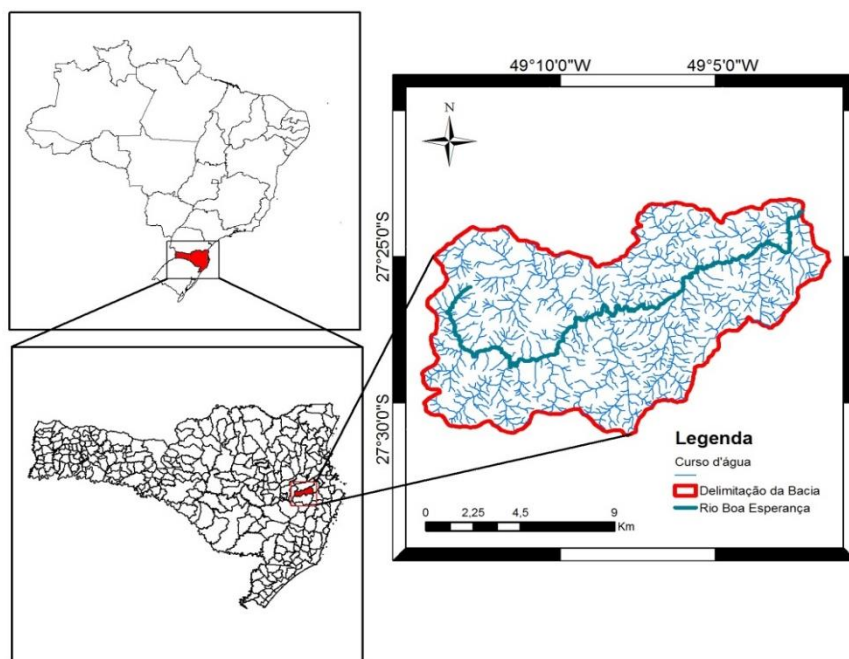 49°10'0"W
49°5'0"W
N
27°25'0"S
27°30'0"S
Legenda
Curso d'água
Delimitação da Bacia
Rio Boa Esperança
0 2,25 4,5 9
Km